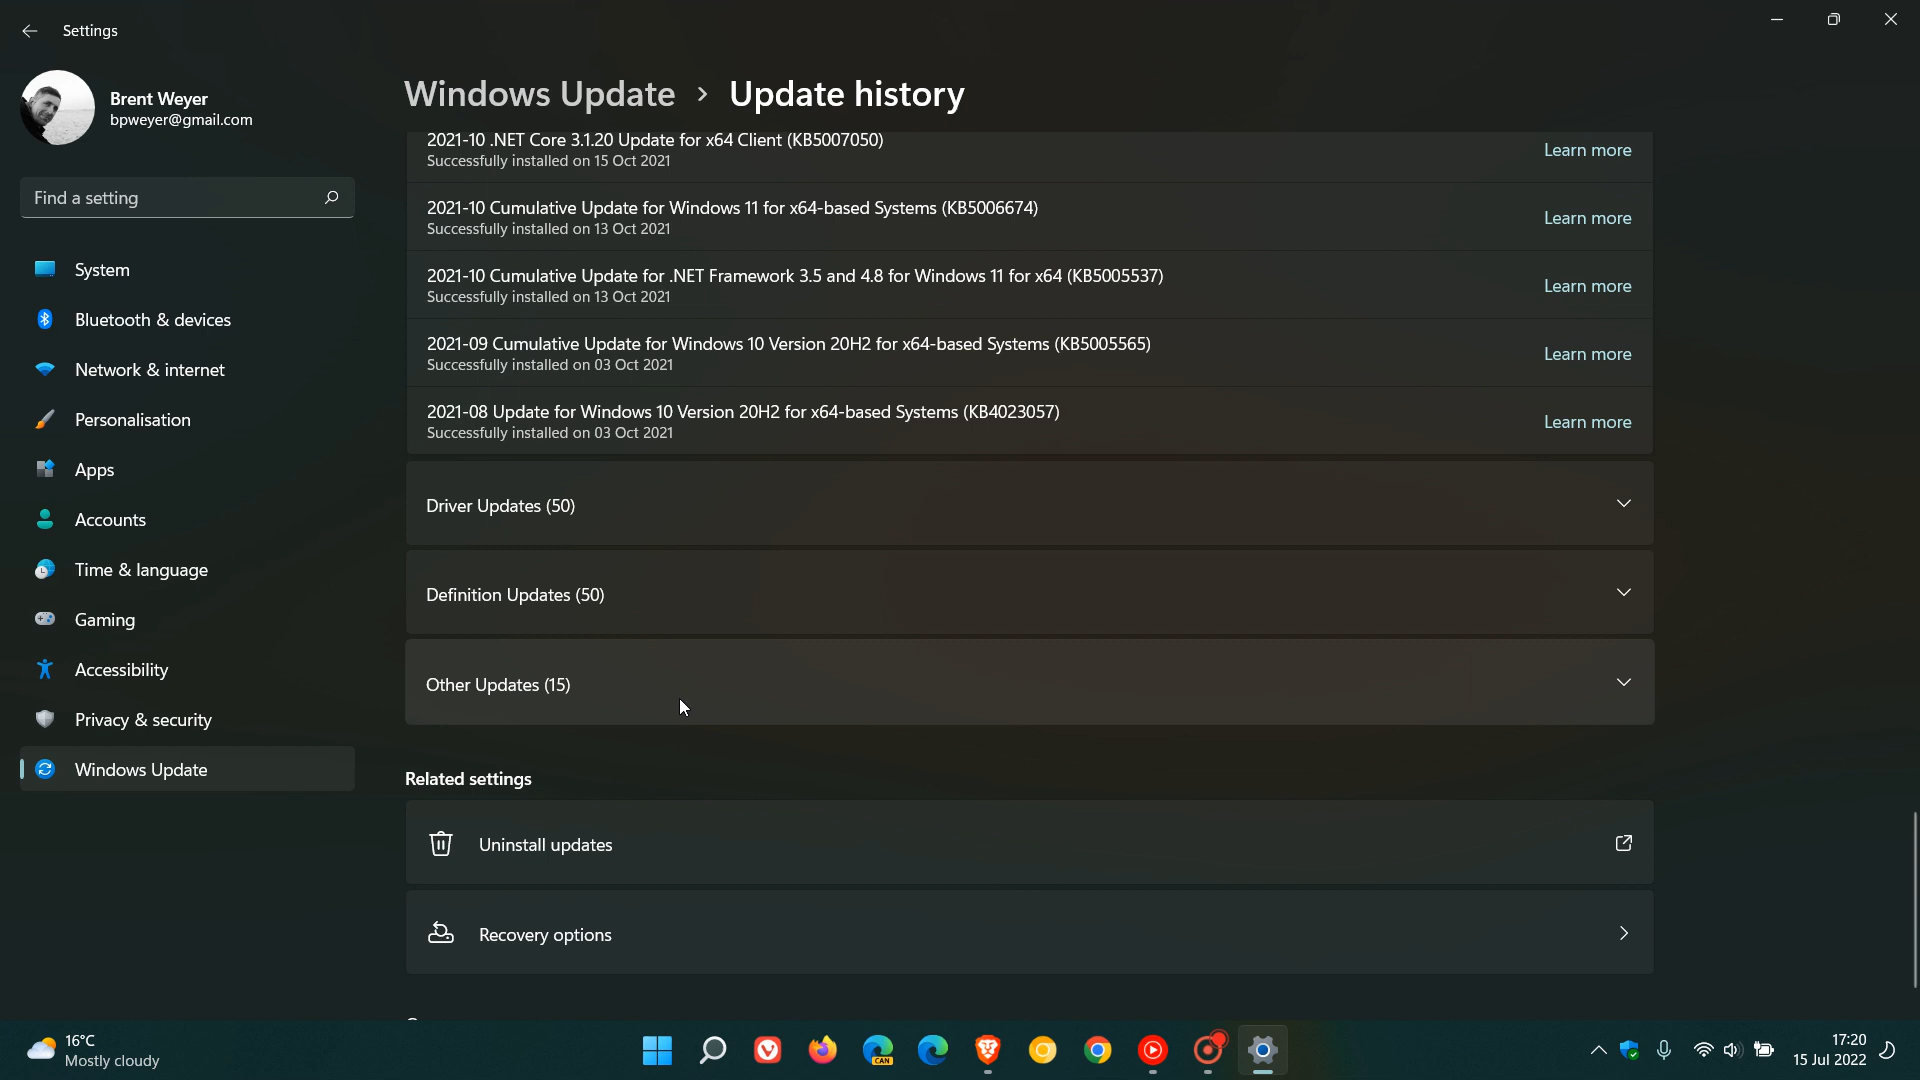 Settings
Brent Weyer
bpweyer@gmail.com
Find a setting
System
Bluetooth & devices
Network & internet
Personalisation
Apps
Accounts
Time & language
Gaming
Accessibility
Privacy & security
Windows Update
Windows Update > Update history
2021-10 .NET Core 3.1.20 Update for x64 Client (KB5007050)
Successfully installed on 15 Oct 2021
Learn more
2021-10 Cumulative Update for Windows 11 for x64-based Systems (KB5006674)
Successfully installed on 13 Oct 2021
Learn more
2021-10 Cumulative Update for .NET Framework 3.5 and 4.8 for Windows 11 for x64 (KB5005537)
Successfully installed on 13 Oct 2021
Learn more
2021-09 Cumulative Update for Windows 10 Version 20H2 for x64-based Systems (KB5005565)
Successfully installed on 03 Oct 2021
Learn more
2021-08 Update for Windows 10 Version 20H2 for x64-based Systems (KB4023057)
Successfully installed on 03 Oct 2021
Learn more
Driver Updates (50)
Definition Updates (50)
Other Updates (15)
Related settings
Uninstall updates
Recovery options
16°C
Mostly cloudy
CAN
17:20
15 Jul 2022